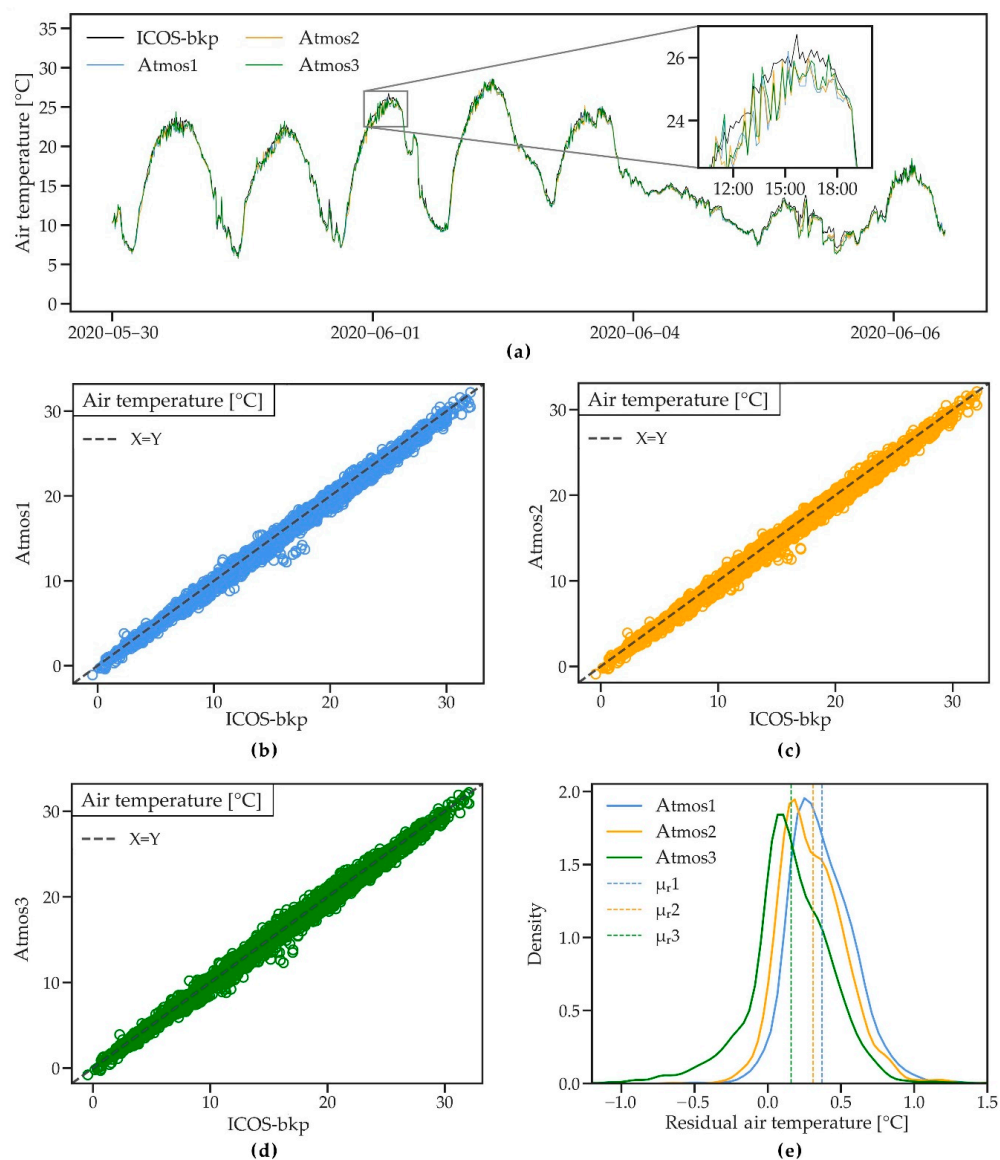 35
30
25
20
15
10
5
0
Air temperature [°C]
ICOS-bkp
Atmos2
Atmos1
Atmos3
26
24
12:00 15:00 18:00
2020-05-30 2020-06-01 2020-06-04 2020-06-06
(a)
Air temperature [°C]
X=Y
30
20
10
0
Atmos1
0 10 20 30
ICOS-bkp
(b)
Air temperature [°C]
X=Y
30
20
10
0
Atmos2
0 10 20 30
ICOS-bkp
(c)
Air temperature [°C]
X=Y
30
20
10
0
Atmos3
0 10 20 30
ICOS-bkp
(d)
2.0
1.5
1.0
0.5
0.0
Density
Atmos1
Atmos2
Atmos3
μr1
μr2
μr3
−1.0 −0.5 0.0 0.5 1.0 1.5
Residual air temperature [°C]
(e)